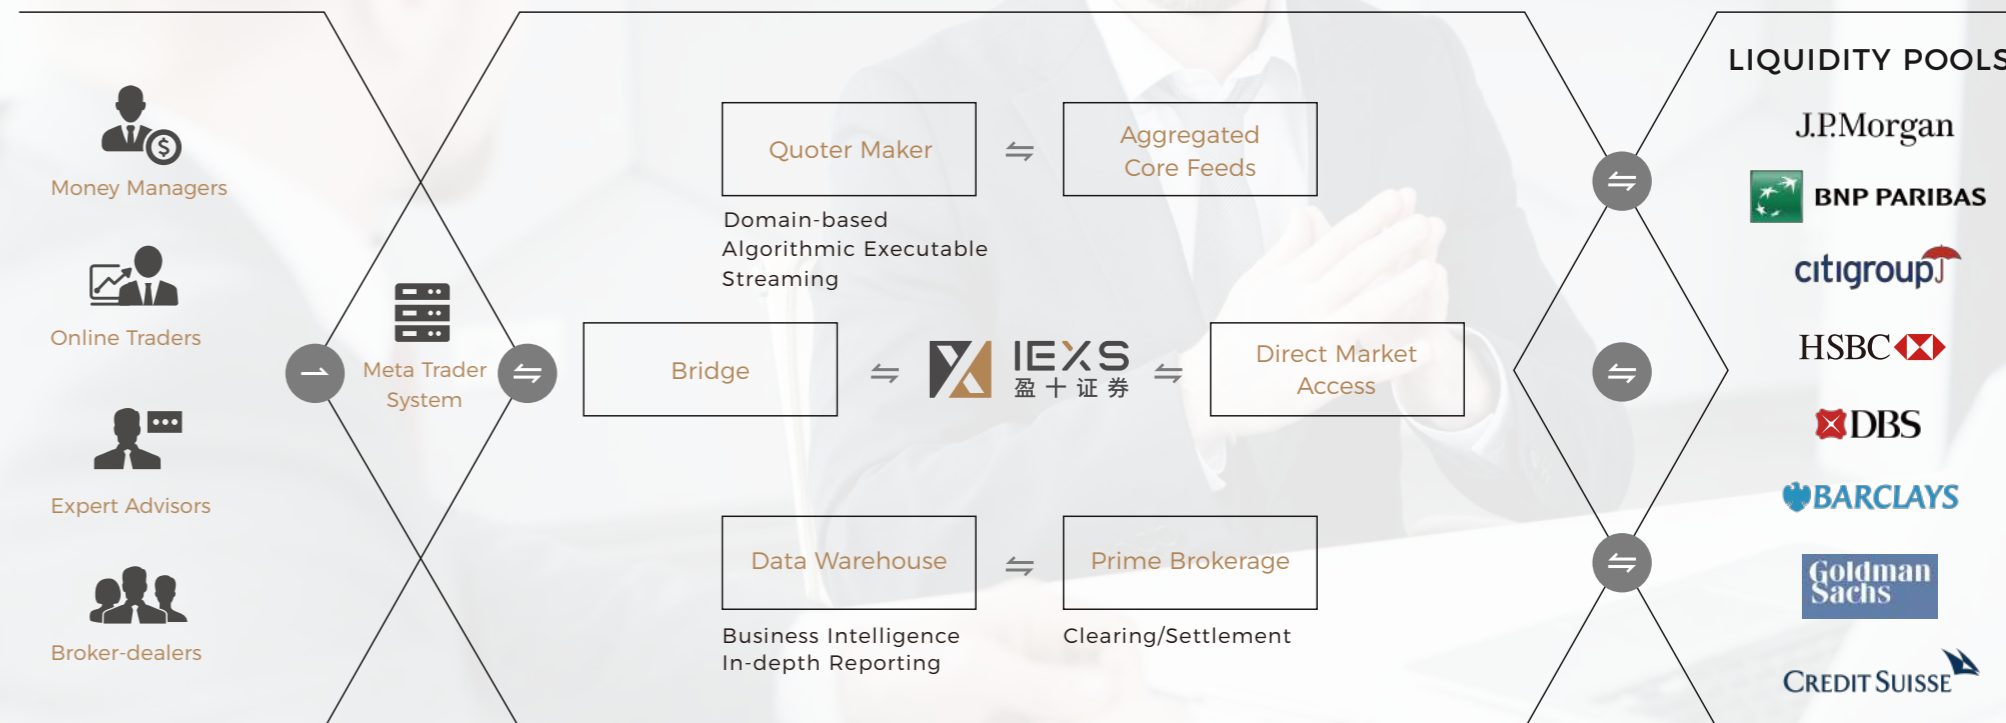 Money Managers
Online Traders
Expert Advisors
Broker-dealers
Meta Trader
System
Quoter Maker
Domain-based
Algorithmic Executable
Streaming
Aggregated
Core Feeds
Bridge
IEXS
盈十证券
Direct Market
Access
Data Warehouse
Business Intelligence
In-depth Reporting
Prime Brokerage
Clearing/Settlement
LIQUIDITY POOLS
J.P.Morgan
BNP PARIBAS
citigroup
HSBC
DBS
BARCLAYS
Goldman
Sachs
CREDIT SUISSE